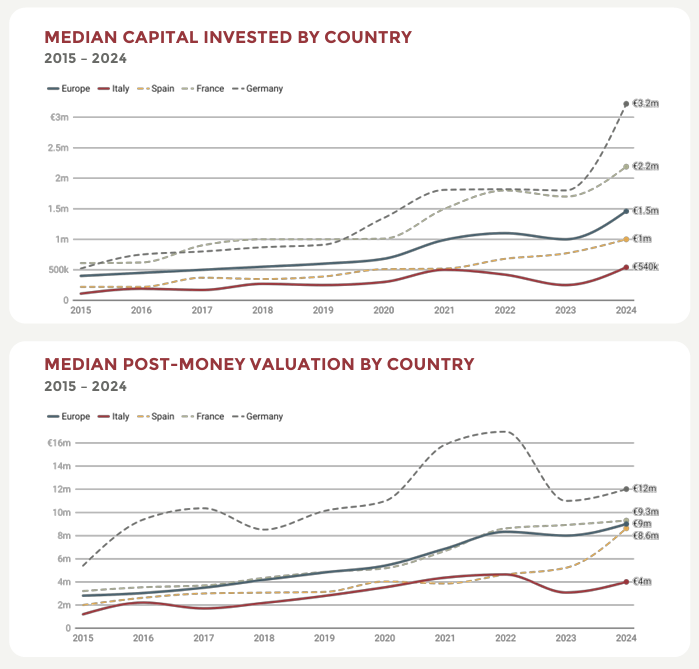 MEDIAN CAPITAL INVESTED BY COUNTRY
2015 – 2024
Europe Italy Spain France Germany
€3.2m
€3m
2.5m
€2.2m
2m
1.5m
€1.5m
1m
€1m
500k
€540k
0
2015 2016 2017 2018 2019 2020 2021 2022 2023 2024
MEDIAN POST-MONEY VALUATION BY COUNTRY
2015 – 2024
Europe Italy Spain France Germany
€16m
14m
12m
€12m
10m
€9.3m
€9m
8m
€8.6m
6m
4m
€4m
2m
0
2015 2016 2017 2018 2019 2020 2021 2022 2023 2024